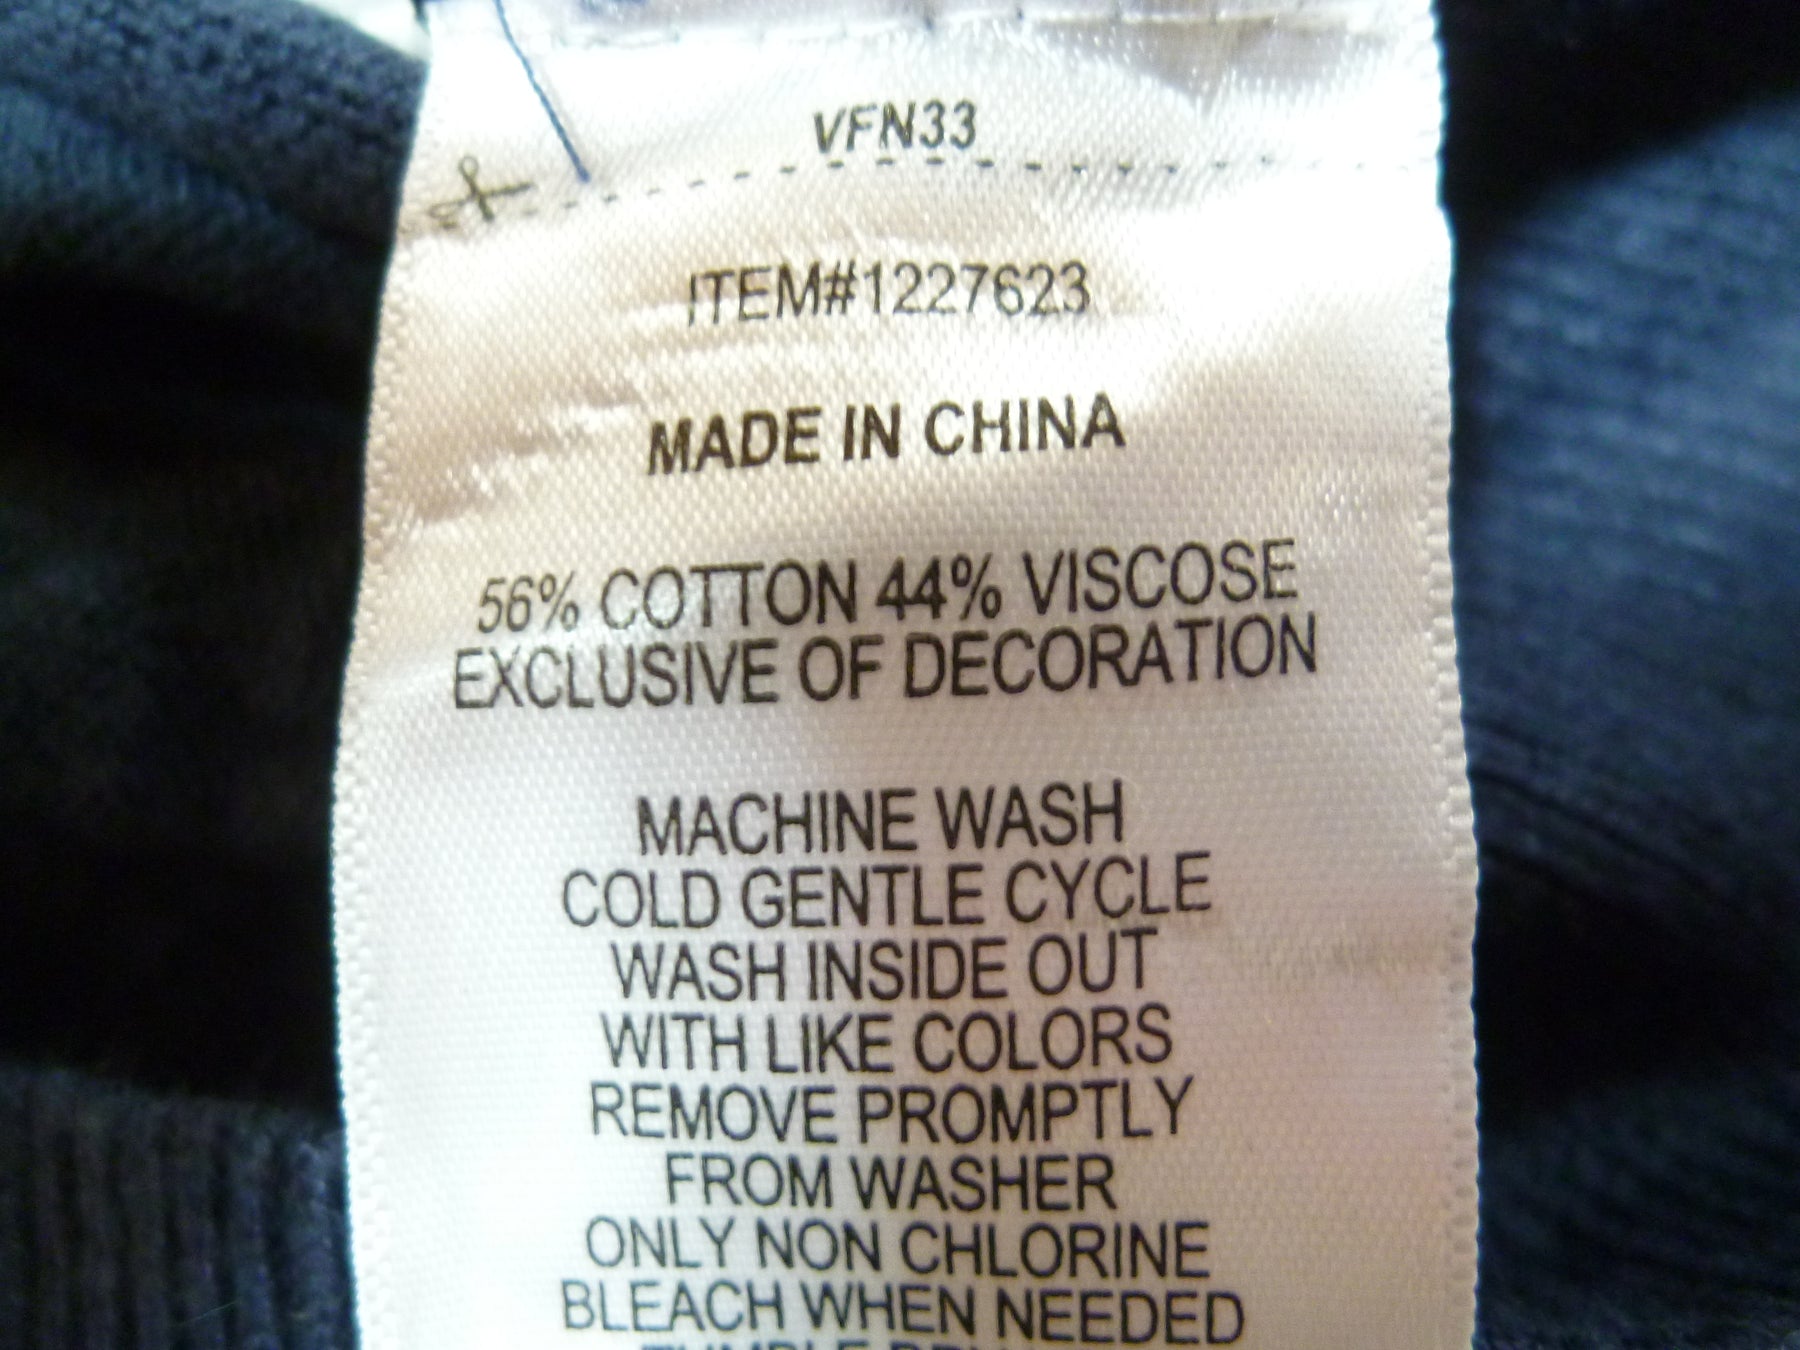 VFN33
ITEM#1227623
MADE IN CHINA
56% COTTON 44% VISCOSE
EXCLUSIVE OF DECORATION
MACHINE WASH
COLD GENTLE CYCLE
WASH INSIDE OUT
WITH LIKE COLORS
REMOVE PROMPTLY
FROM WASHER
ONLY NON CHLORINE
BLEACH WHEN NEEDED